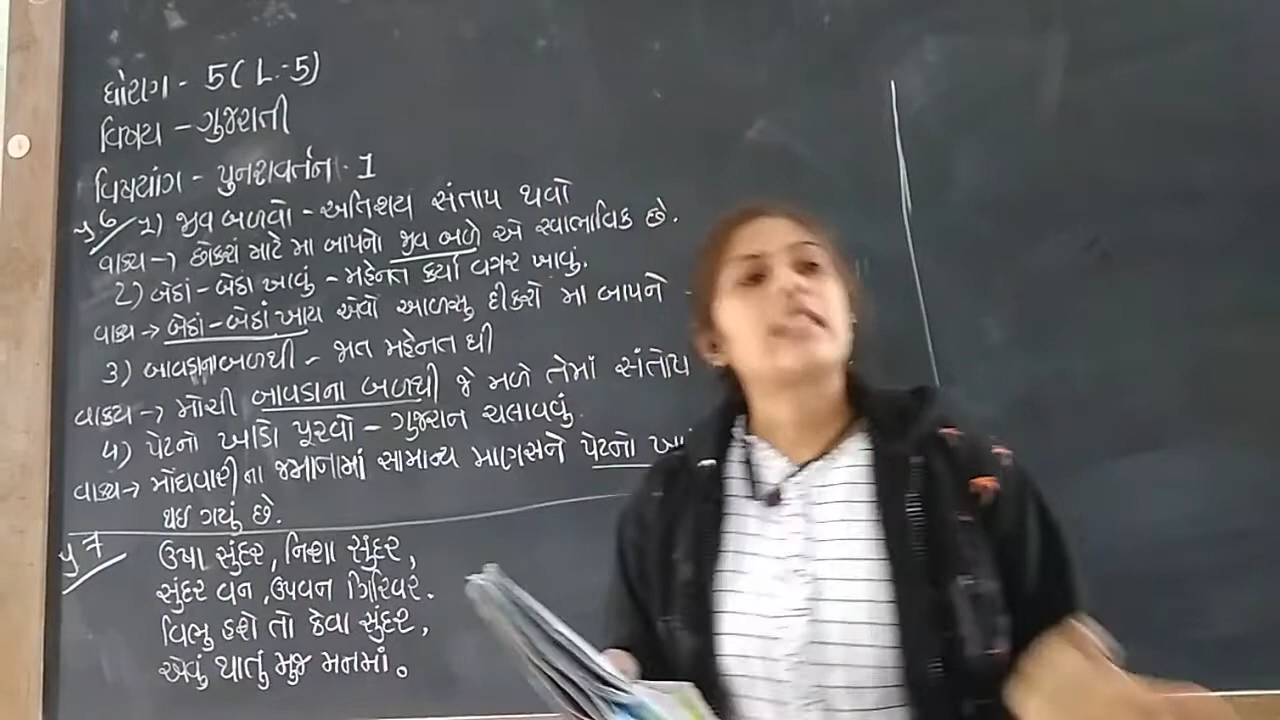 ધોરણ - 5 (L.-5)
વિષય - ગુજરાતી
વિષયાંગ - પુનરાવર્તન - 1
પ્ર 6 1) જીવ બળવો - અતિશય સંતાપ થવો
વાક્ય → છોકરાં માટે મા બાપનો જીવ બળે એ સ્વાભાવિક છે.
2) બેઠાં - બેઠાં ખાવું - મહેનત કર્યા વગર ખાવું.
વાક્ય → બેઠાં - બેઠાં ખાય એવો આળસુ દીકરો મા બાપને
3) બાવડાના બળથી - જાત મહેનત થી
વાક્ય → મોચી બાવડાના બળથી જે મળે તેમાં સંતોષ
4) પેટનો ખાડો પૂરવો - ગુજરાન ચલાવવું
વાક્ય → મોંઘવારી ના જમાનામાં સામાન્ય માણસને પેટનો
થઈ ગયું છે.
પ્ર 7 ઉષા સુંદર, નિશા સુંદર,
સુંદર વન, ઉપવન ગિરિવર.
વિભુ હશે તો કેવા સુંદર,
એવું થાતું મુજ મનમાં.